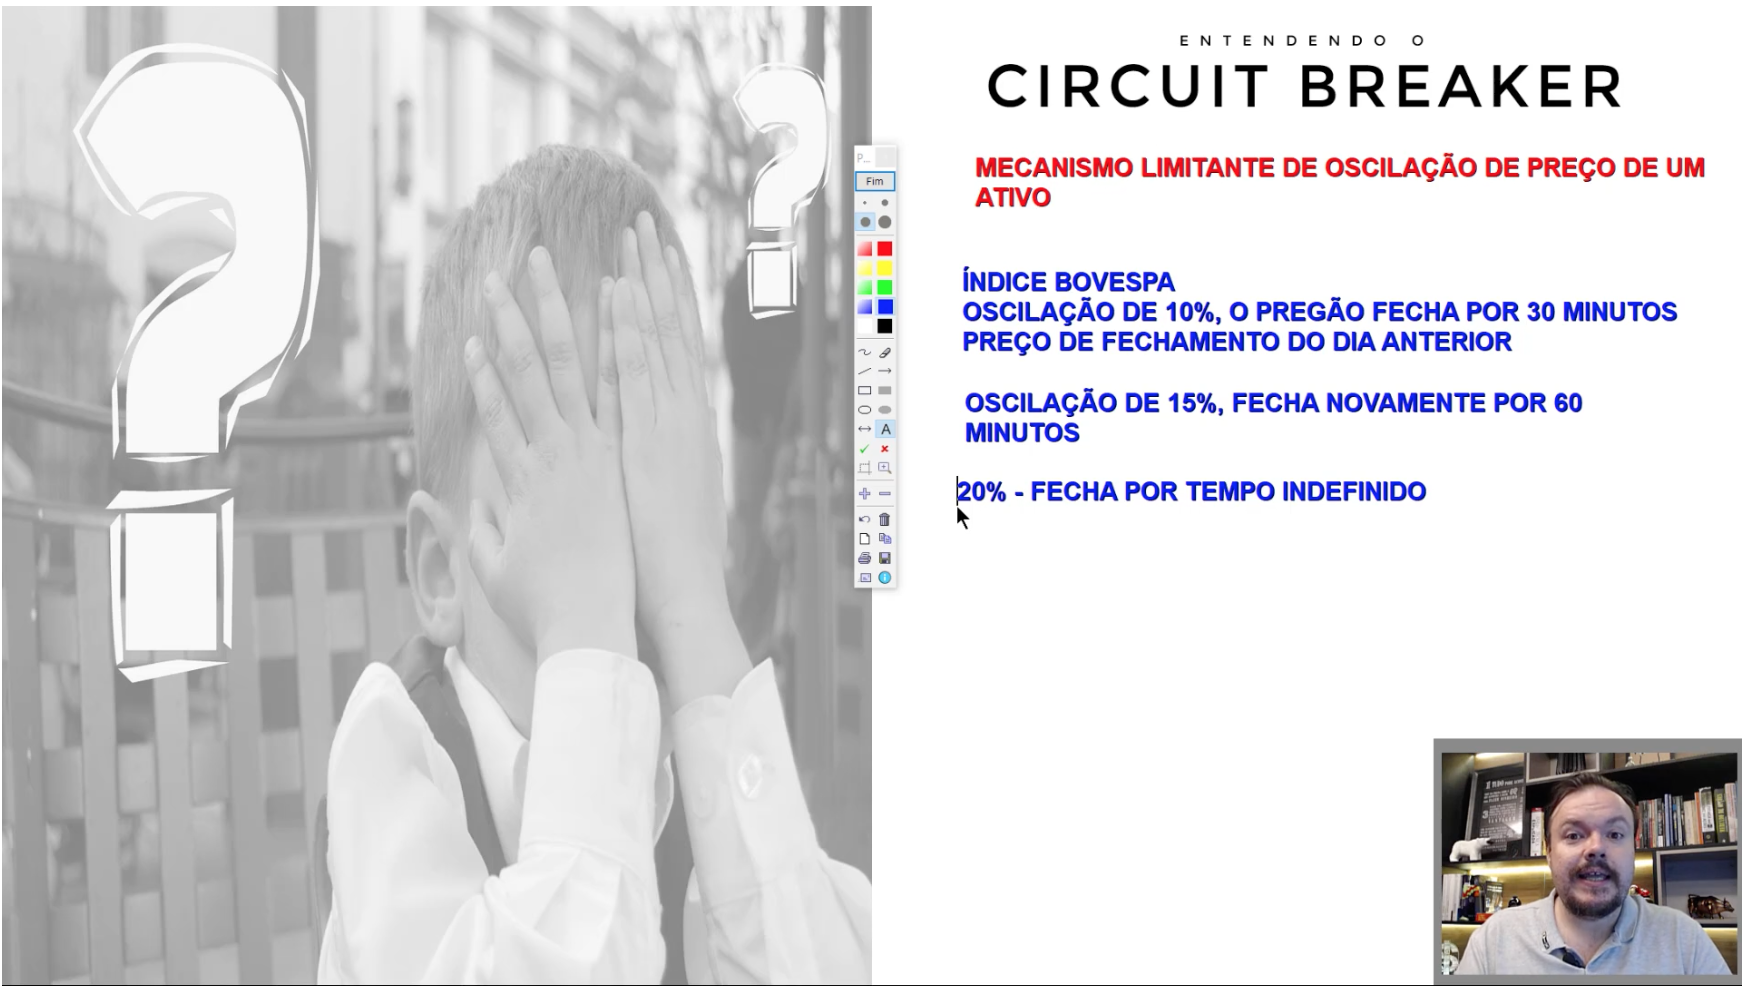 ENTENDENDO O
CIRCUIT BREAKER
MECANISMO LIMITANTE DE OSCILAÇÃO DE PREÇO DE UM
ATIVO
P...
Fim
ÍNDICE BOVESPA
OSCILAÇÃO DE 10%, O PREGÃO FECHA POR 30 MINUTOS
PREÇO DE FECHAMENTO DO DIA ANTERIOR
OSCILAÇÃO DE 15%, FECHA NOVAMENTE POR 60
MINUTOS
A
20% - FECHA POR TEMPO INDEFINIDO